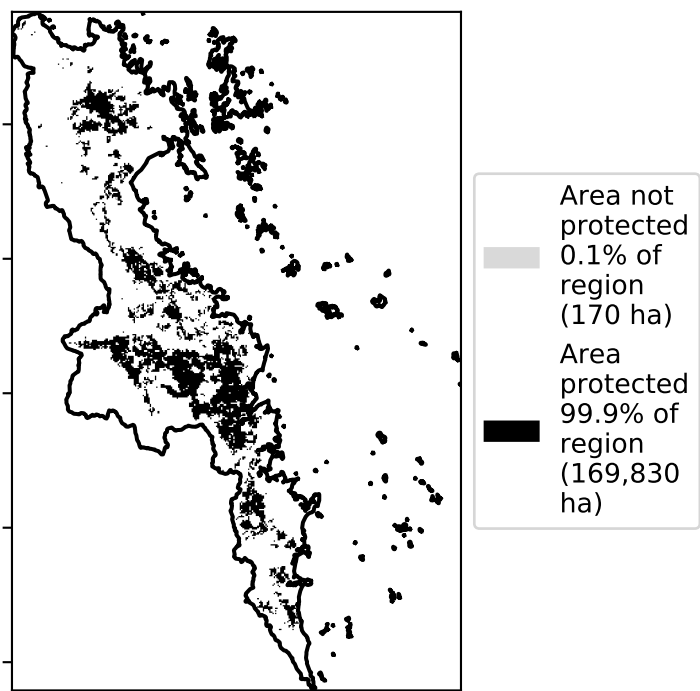 Area not
protected
0.1% of
region
(170 ha)
Area
protected
99.9% of
region
(169,830
ha)